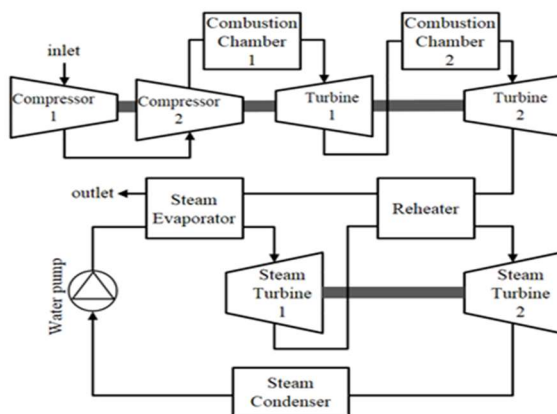 Combustion
Chamber
1
Combustion
Chamber
2
inlet
Compressor
1
Compressor
2
Turbine
1
Turbine
2
outlet
Steam
Evaporator
Reheater
Water pump
Steam
Turbine
1
Steam
Turbine
2
Steam
Condenser